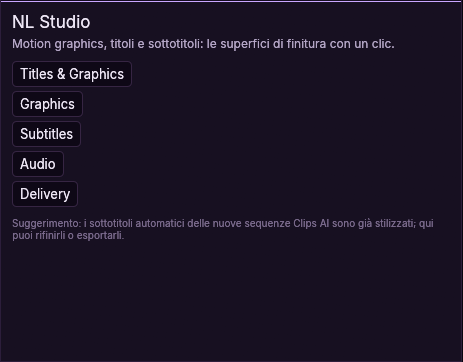 NL Studio
Motion graphics, titoli e sottotitoli: le superfici di finitura con un clic.
Titles & Graphics
Graphics
Subtitles
Audio
Delivery
Suggerimento: i sottotitoli automatici delle nuove sequenze Clips AI sono già stilizzati; qui
puoi rifinirli o esportarli.